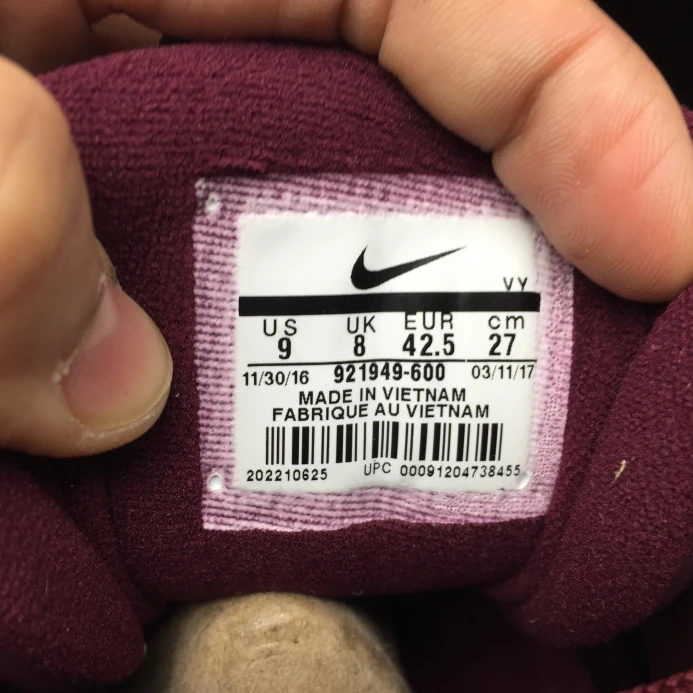 VY
US UK EUR cm
9 8 42.5 27
11/30/16 921949-600 03/11/17
MADE IN VIETNAM
FABRIQUE AU VIETNAM
202210625 UPC 00091204738455